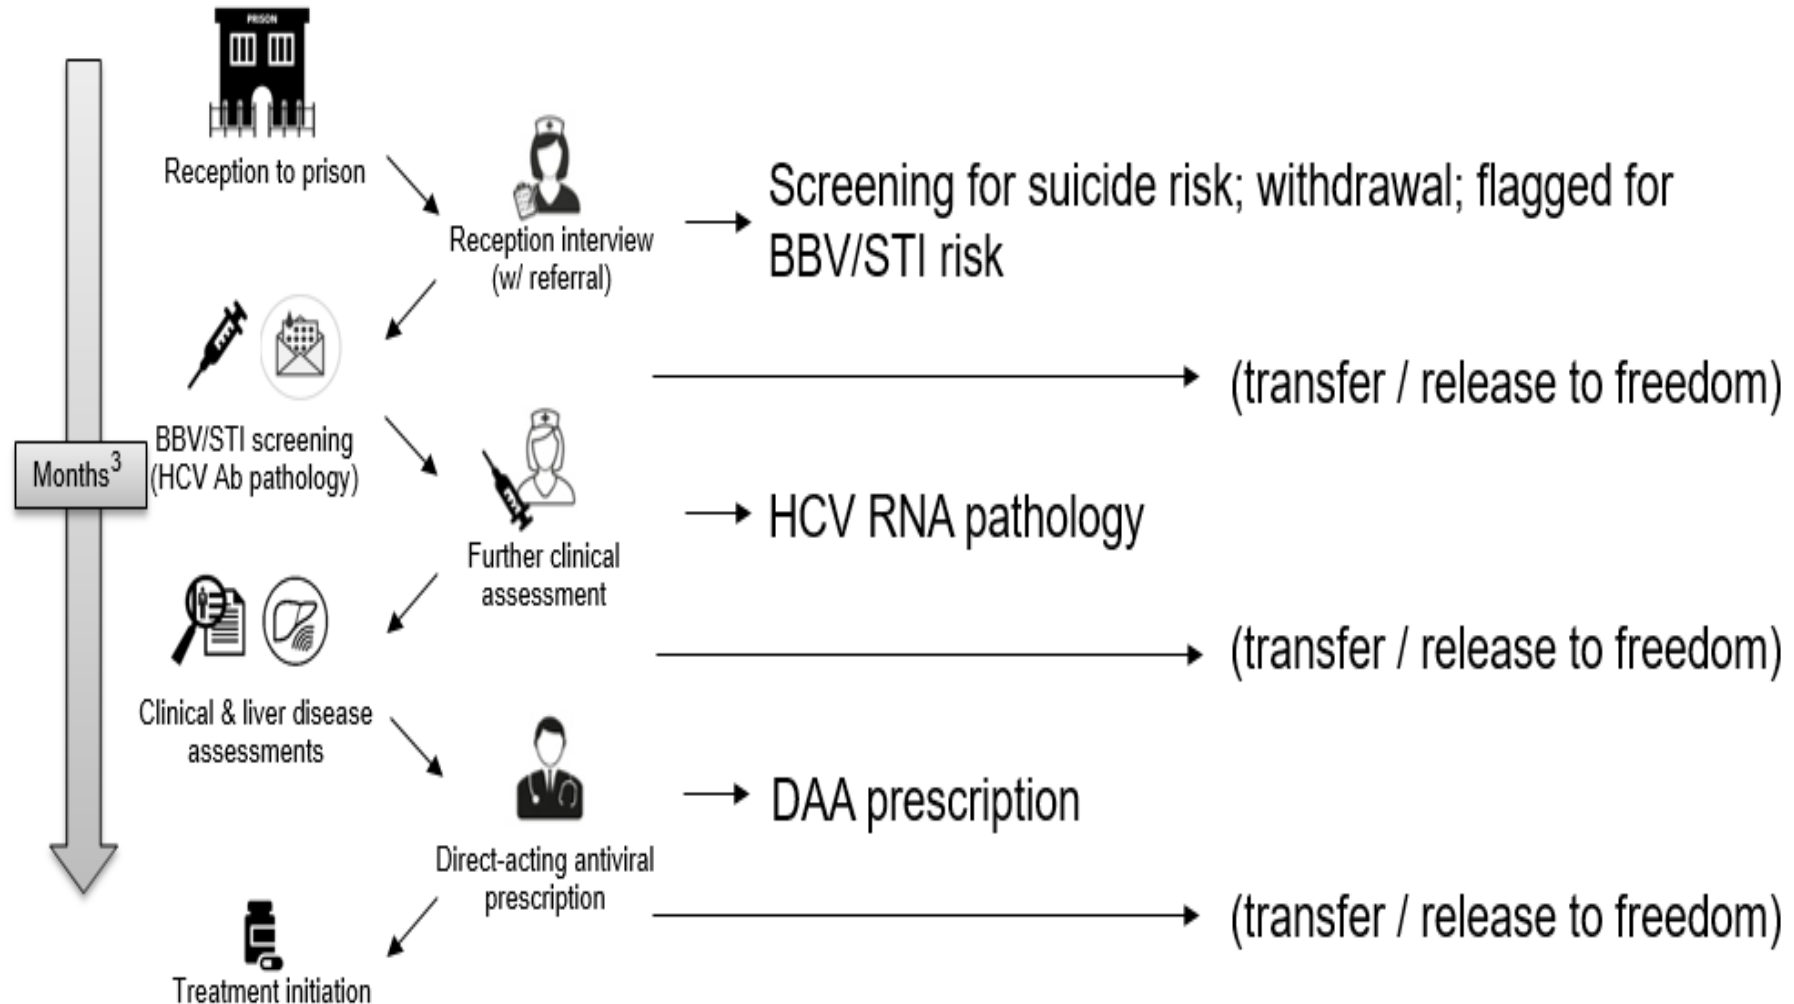 PRISON
Reception to prison
Reception interview
(w/ referral)
Screening for suicide risk; withdrawal; flagged for
BBV/STI risk
(transfer / release to freedom)
BBV/STI screening
(HCV Ab pathology)
Months³
Further clinical
assessment
HCV RNA pathology
(transfer / release to freedom)
Clinical & liver disease
assessments
Direct-acting antiviral
prescription
DAA prescription
(transfer / release to freedom)
Treatment initiation